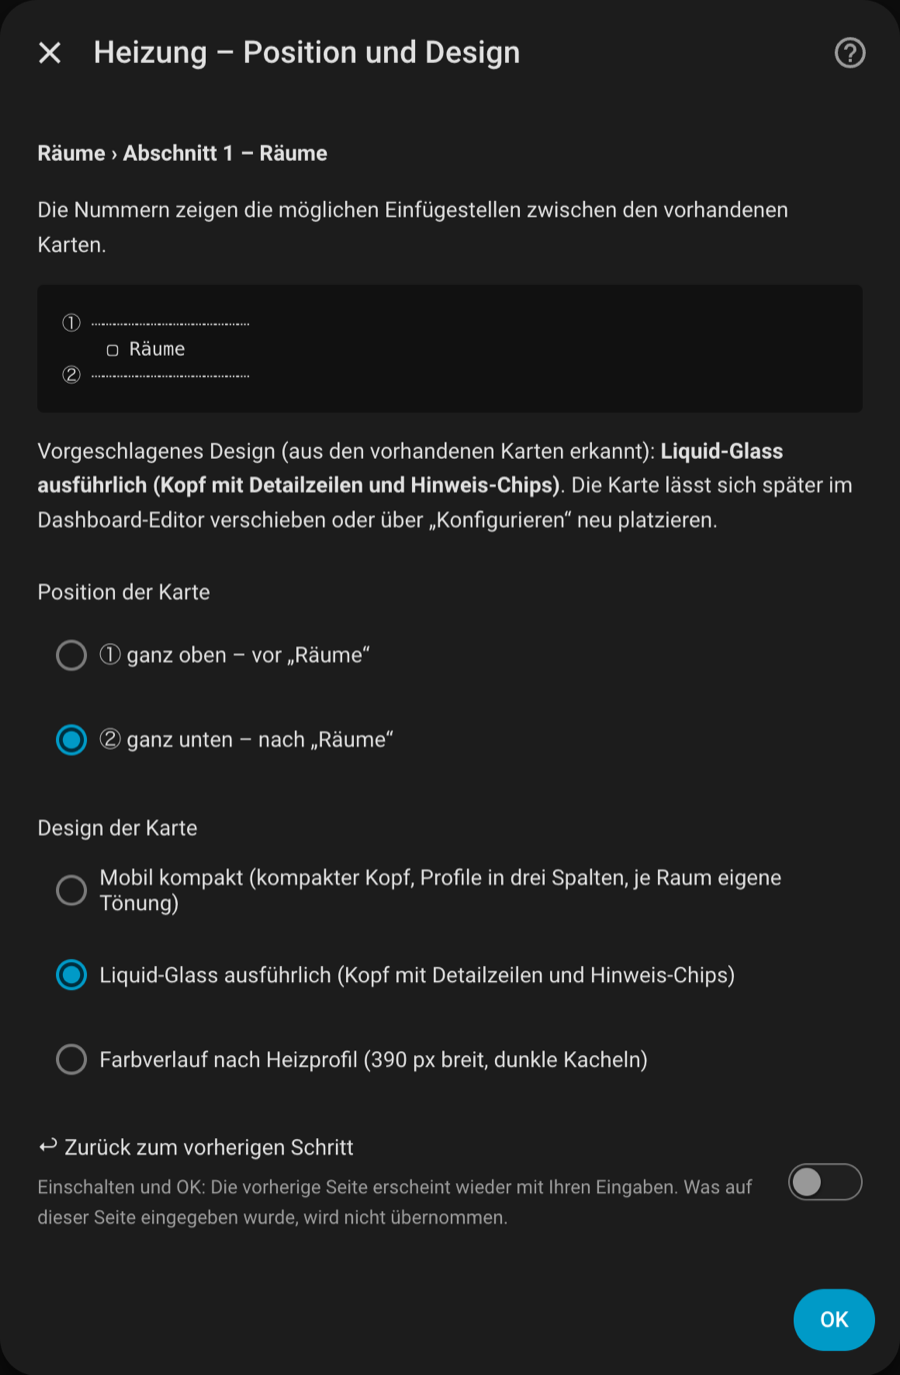 Heizung – Position und Design
Räume › Abschnitt 1 – Räume
Die Nummern zeigen die möglichen Einfügestellen zwischen den vorhandenen
Karten.
①
▢ Räume
②
Vorgeschlagenes Design (aus den vorhandenen Karten erkannt): Liquid-Glass
ausführlich (Kopf mit Detailzeilen und Hinweis-Chips). Die Karte lässt sich später im
Dashboard-Editor verschieben oder über „Konfigurieren“ neu platzieren.
Position der Karte
① ganz oben – vor „Räume“
② ganz unten – nach „Räume“
Design der Karte
Mobil kompakt (kompakter Kopf, Profile in drei Spalten, je Raum eigene
Tönung)
Liquid-Glass ausführlich (Kopf mit Detailzeilen und Hinweis-Chips)
Farbverlauf nach Heizprofil (390 px breit, dunkle Kacheln)
↩ Zurück zum vorherigen Schritt
Einschalten und OK: Die vorherige Seite erscheint wieder mit Ihren Eingaben. Was auf
dieser Seite eingegeben wurde, wird nicht übernommen.
OK